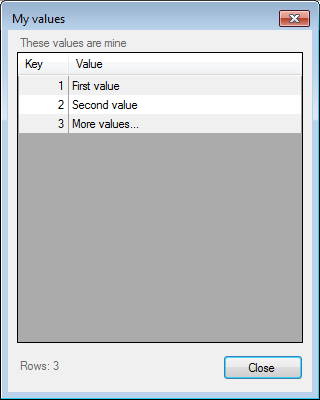 My values
These values are mine
Key Value
1 First value
2 Second value
3 More values...
Rows: 3 Close